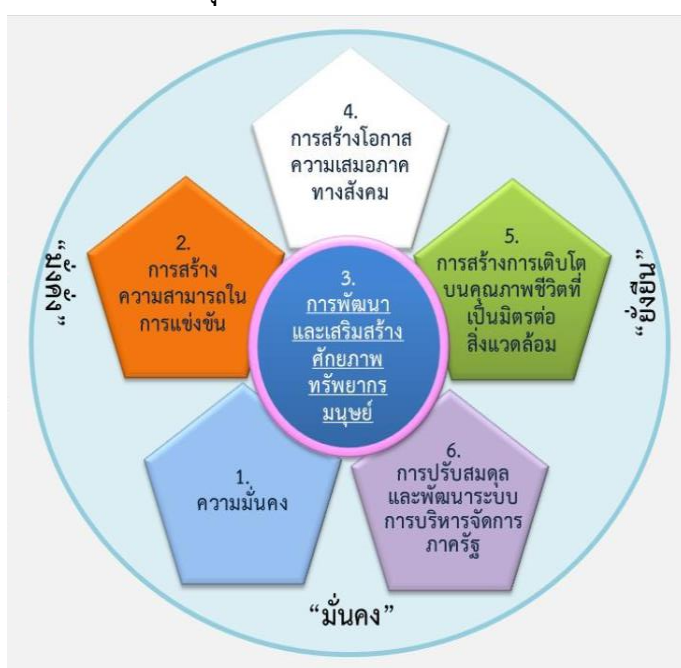 4.
การสร้างโอกาส
ความเสมอภาค
ทางสังคม
2.
การสร้าง
ความสามารถใน
การแข่งขัน
5.
การสร้างการเติบโต
บนคุณภาพชีวิตที่
เป็นมิตรต่อ
สิ่งแวดล้อม
3.
การพัฒนา
และเสริมสร้าง
ศักยภาพ
ทรัพยากร
มนุษย์
1.
ความมั่นคง
6.
การปรับสมดุล
และพัฒนาระบบ
การบริหารจัดการ
ภาครัฐ
“มั่งคั่ง”
“ยั่งยืน”
“มั่นคง”